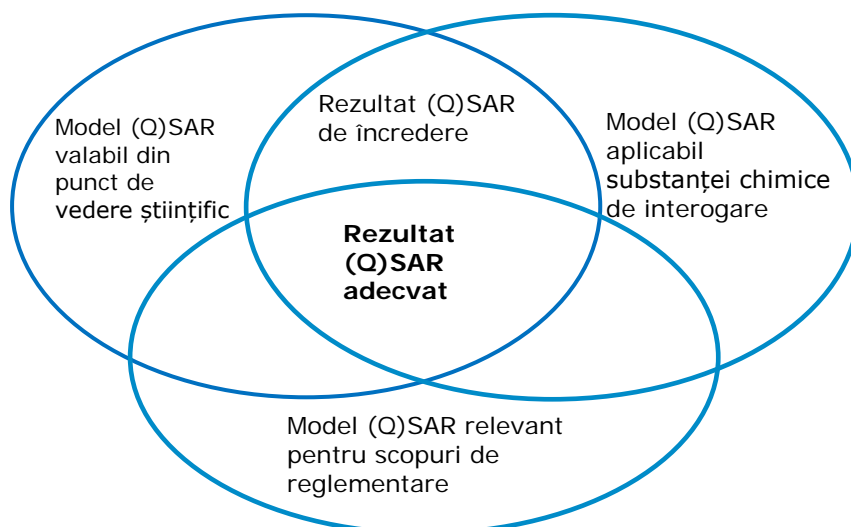 Model (Q)SAR
valabil din
punct de
vedere științific
Rezultat (Q)SAR
de încredere
Model (Q)SAR
aplicabil
substanței chimice
de interogare
Rezultat
(Q)SAR
adecvat
Model (Q)SAR relevant
pentru scopuri de
reglementare